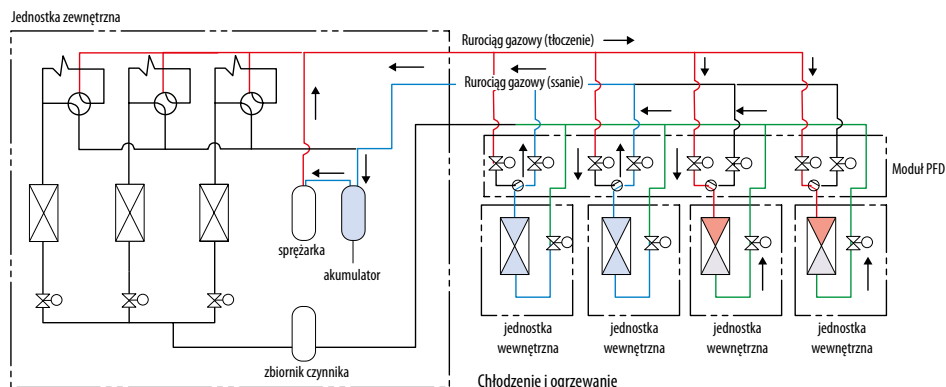 Jednostka zewnętrzna
Rurociąg gazowy (tłoczenie)
Rurociąg gazowy (ssanie)
Moduł PFD
sprężarka
akumulator
zbiornik czynnika
jednostka
wewnętrzna
jednostka
wewnętrzna
jednostka
wewnętrzna
jednostka
wewnętrzna
Chłodzenie i ogrzewanie